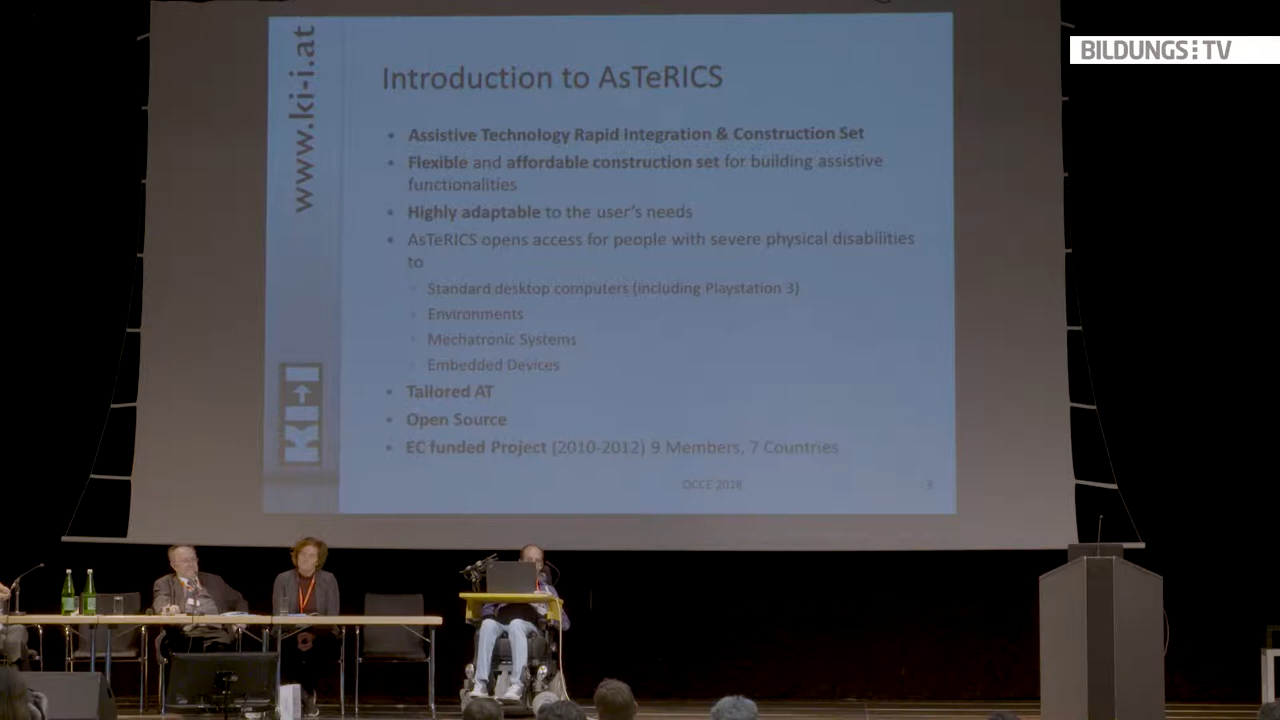 www.ki-i.at
BILDUNGS TV
Introduction to AsTeRICS
• Assistive Technology Rapid Integration & Construction Set
• Flexible and affordable construction set for building assistive
functionalities
• Highly adaptable to the user's needs
• AsTeRICS opens access for people with severe physical disabilities
to
Standard desktop computers (including Playstation 3)
Environments
Mechatronic Systems
Embedded Devices
• Tailored AT
• Open Source
• EC funded Project (2010-2012) 9 Members, 7 Countries
KI-I
OCCE 2018
3